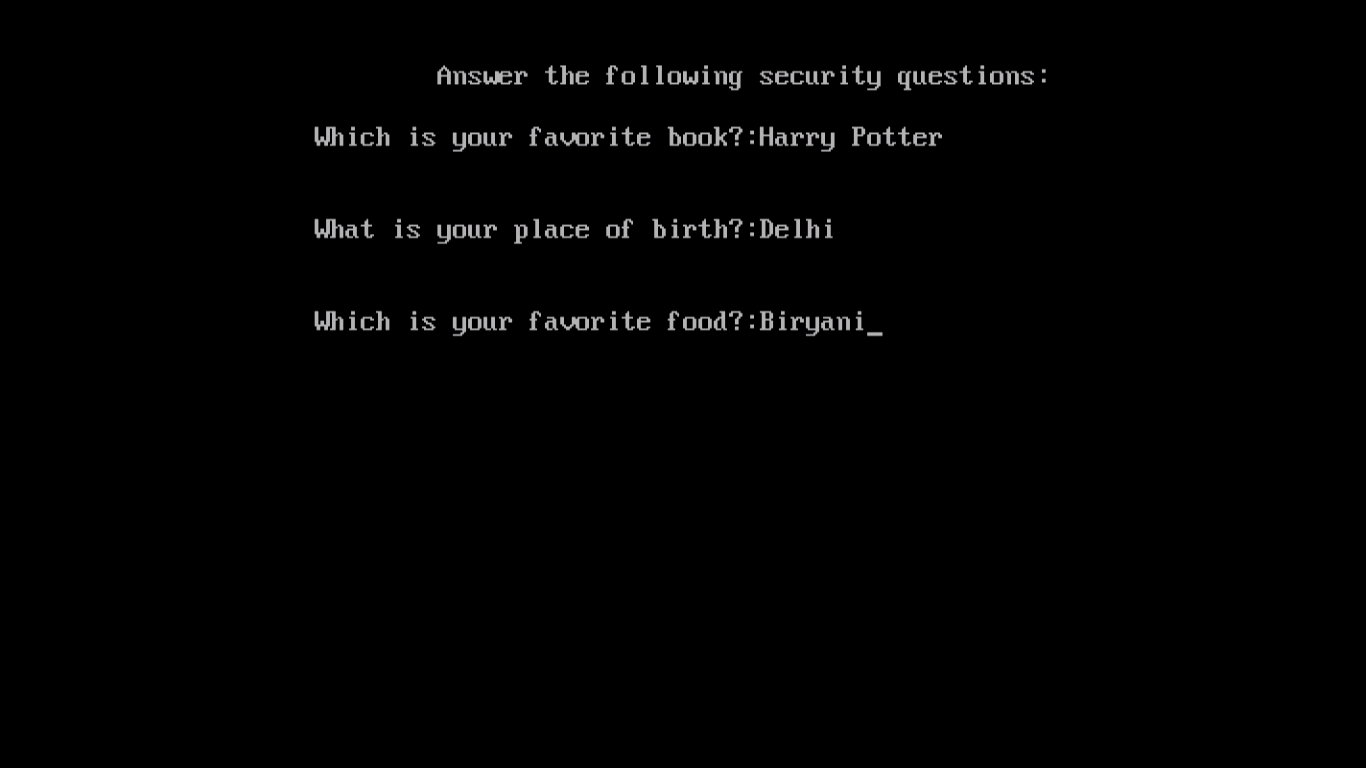 Answer the following security questions:
Which is your favorite book?:Harry Potter
What is your place of birth?:Delhi
Which is your favorite food?:Biryani_